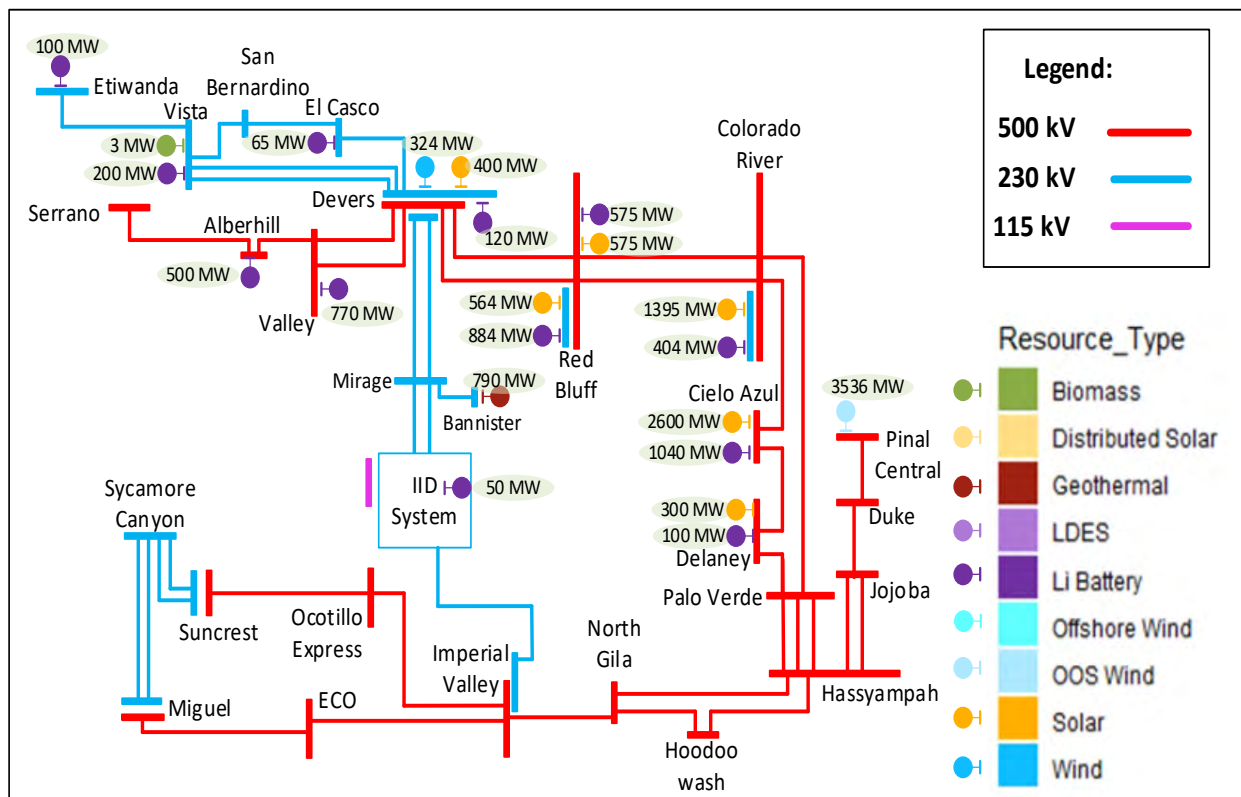 100 MW
Etiwanda
San
Bernardino
Vista
El Casco
3 MW
65 MW
324 MW
400 MW
200 MW
Devers
120 MW
Colorado
River
Serrano
Alberhill
500 MW
Valley
770 MW
575 MW
575 MW
564 MW
884 MW
Red
Bluff
1395 MW
404 MW
Mirage
790 MW
Bannister
Cielo Azul
2600 MW
1040 MW
3536 MW
Pinal
Central
IID
System
50 MW
300 MW
100 MW
Delaney
Duke
Sycamore
Canyon
Suncrest
Ocotillo
Express
Imperial
Valley
North
Gila
Palo Verde
Jojoba
Hassyampah
Miguel
ECO
Hoodoo
wash
Legend:
500 kV
230 kV
115 kV
Resource_Type
Biomass
Distributed Solar
Geothermal
LDES
Li Battery
Offshore Wind
OOS Wind
Solar
Wind